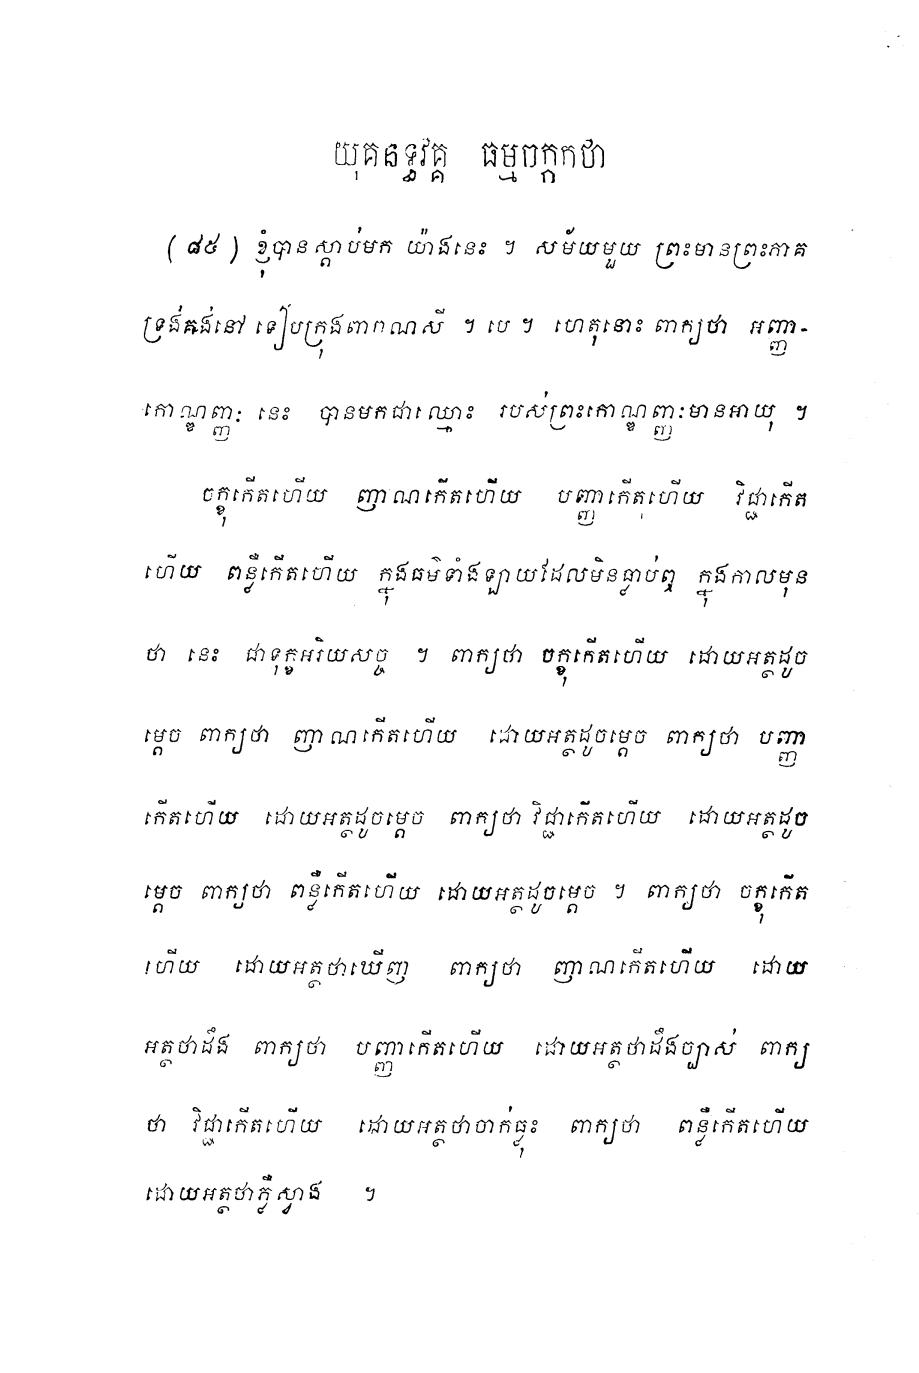 យុគនទ្ធវគ្គ ធម្មចក្កកថា
(៨៥) ខ្ញុំបានស្តាប់មក យ៉ាងនេះ ។ សម័យមួយ ព្រះមានព្រះភាគ
ទ្រង់គង់នៅ ទៀបក្រុងពារាណសី ។ បេ ។ ហេតុនោះ ពាក្យថា អញ្ញា-
កោណ្ឌញ្ញៈ នេះ បានមកជាឈ្មោះ របស់ព្រះកោណ្ឌញ្ញៈមានអាយុ ។
ចក្ខុកើតហើយ ញាណកើតហើយ បញ្ញាកើតហើយ វិជ្ជាកើត
ហើយ ពន្លឺកើតហើយ ក្នុងធម៌ទាំងឡាយដែលមិនធ្លាប់ឮ ក្នុងកាលមុន
ថា នេះ ជាទុក្ខអរិយសច្ច ។ ពាក្យថា ចក្ខុកើតហើយ ដោយអត្ថដូច
ម្តេច ពាក្យថា ញាណកើតហើយ ដោយអត្ថដូចម្តេច ពាក្យថា បញ្ញា
កើតហើយ ដោយអត្ថដូចម្តេច ពាក្យថា វិជ្ជាកើតហើយ ដោយអត្ថដូច
ម្តេច ពាក្យថា ពន្លឺកើតហើយ ដោយអត្ថដូចម្តេច ។ ពាក្យថា ចក្ខុកើត
ហើយ ដោយអត្ថថាឃើញ ពាក្យថា ញាណកើតហើយ ដោយ
អត្ថថាដឹង ពាក្យថា បញ្ញាកើតហើយ ដោយអត្ថថាដឹងច្បាស់ ពាក្យ
ថា វិជ្ជាកើតហើយ ដោយអត្ថថាចាក់ធ្លុះ ពាក្យថា ពន្លឺកើតហើយ
ដោយអត្ថថាភ្លឺស្វាង ។